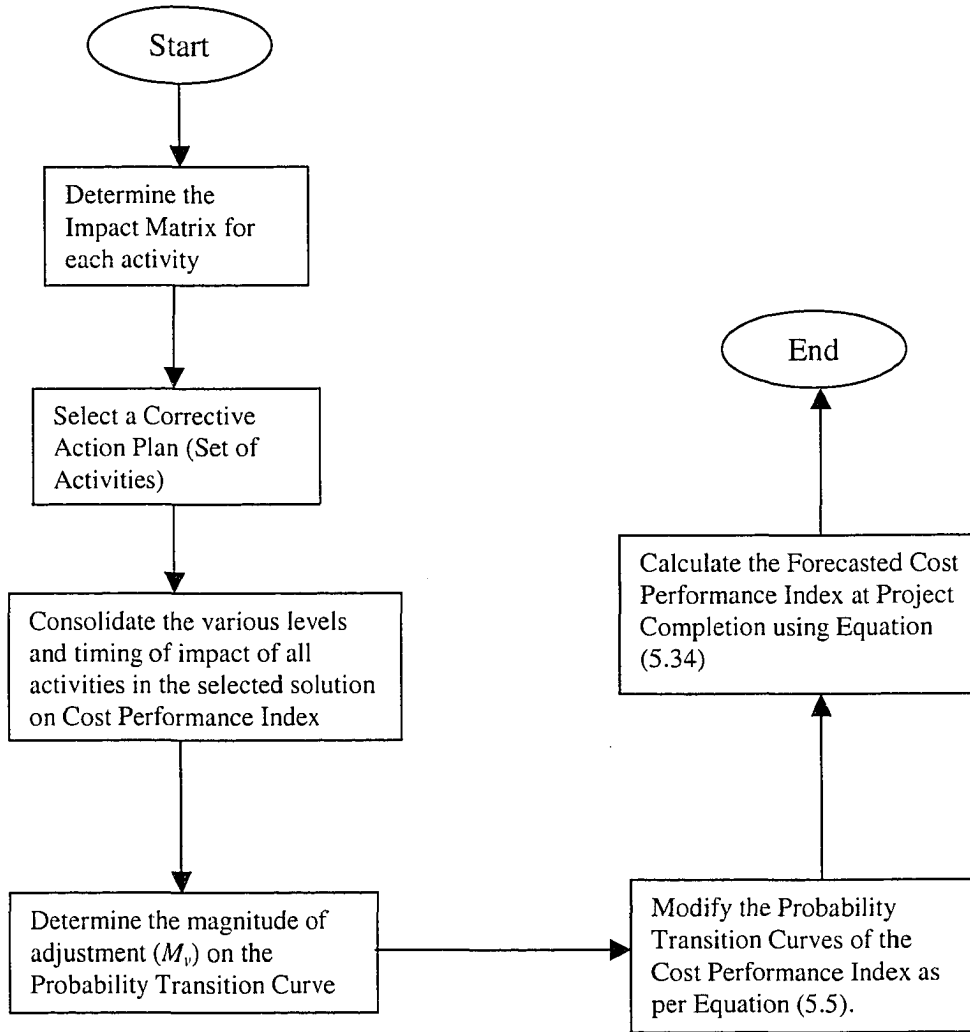 Start
Determine the
Impact Matrix for
each activity
Select a Corrective
Action Plan (Set of
Activities)
Consolidate the various levels
and timing of impact of all
activities in the selected solution
on Cost Performance Index
Determine the magnitude of
adjustment (Mv) on the
Probability Transition Curve
Modify the Probability
Transition Curves of the
Cost Performance Index as
per Equation (5.5).
Calculate the Forecasted Cost
Performance Index at Project
Completion using Equation
(5.34)
End